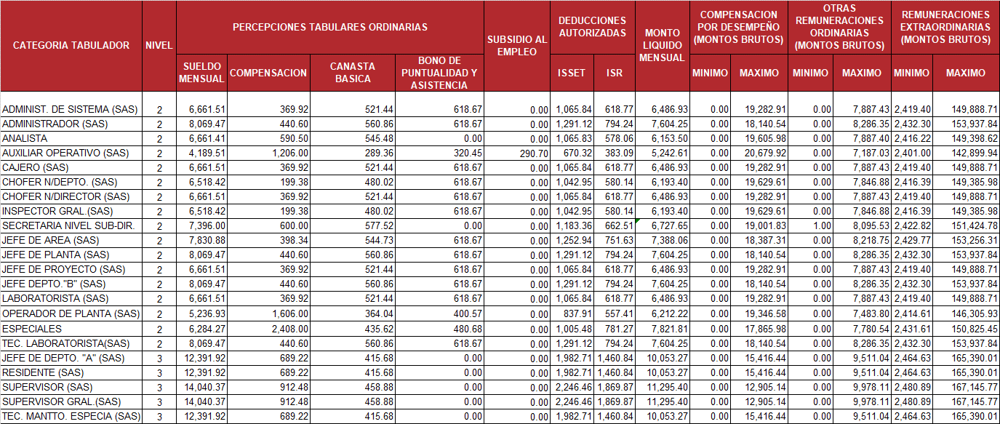 CATEGORIA TABULADOR NIVEL PERCEPCIONES TABULARES ORDINARIAS SUBSIDIO AL EMPLEO DEDUCCIONES AUTORIZADAS MONTO LIQUIDO MENSUAL COMPENSACION POR DESEMPEÑO (MONTOS BRUTOS) OTRAS REMUNERACIONES ORDINARIAS (MONTOS BRUTOS) REMUNERACIONES EXTRAORDINARIAS (MONTOS BRUTOS)
SUELDO MENSUAL COMPENSACION CANASTA BASICA BONO DE PUNTUALIDAD Y ASISTENCIA ISSET ISR MINIMO MAXIMO MINIMO MAXIMO MINIMO MAXIMO
ADMINIST. DE SISTEMA (SAS) 2 6,661.51 369.92 521.44 618.67 0.00 1,065.84 618.77 6,486.93 0.00 19,282.91 0.00 7,887.43 2,419.40 149,888.71
ADMINISTRADOR (SAS) 2 8,069.47 440.60 560.86 618.67 0.00 1,291.12 794.24 7,604.25 0.00 18,140.54 0.00 8,286.35 2,432.30 153,937.84
ANALISTA 2 6,661.41 590.50 545.48 0.00 0.00 1,065.83 578.06 6,153.50 0.00 19,605.98 0.00 7,887.40 2,416.22 149,398.62
AUXILIAR OPERATIVO (SAS) 2 4,189.51 1,206.00 289.36 320.45 290.70 670.32 383.09 5,242.61 0.00 20,679.92 0.00 7,187.03 2,401.00 142,899.94
CAJERO (SAS) 2 6,661.51 369.92 521.44 618.67 0.00 1,065.84 618.77 6,486.93 0.00 19,282.91 0.00 7,887.43 2,419.40 149,888.71
CHOFER N/DEPTO. (SAS) 2 6,518.42 199.38 480.02 618.67 0.00 1,042.95 580.14 6,193.40 0.00 19,629.61 0.00 7,846.88 2,416.39 149,385.98
CHOFER N/DIRECTOR (SAS) 2 6,661.51 369.92 521.44 618.67 0.00 1,065.84 618.77 6,486.93 0.00 19,282.91 0.00 7,887.43 2,419.40 149,888.71
INSPECTOR GRAL.(SAS) 2 6,518.42 199.38 480.02 618.67 0.00 1,042.95 580.14 6,193.40 0.00 19,629.61 0.00 7,846.88 2,416.39 149,385.98
SECRETARIA NIVEL SUB-DIR. 2 7,396.00 600.00 577.52 0.00 0.00 1,183.36 662.51 6,727.65 0.00 19,001.83 1.00 8,095.53 2,422.82 151,424.78
JEFE DE AREA (SAS) 2 7,830.88 398.34 544.73 618.67 0.00 1,252.94 751.63 7,388.06 0.00 18,387.31 0.00 8,218.75 2,429.77 153,256.31
JEFE DE PLANTA (SAS) 2 8,069.47 440.60 560.86 618.67 0.00 1,291.12 794.24 7,604.25 0.00 18,140.54 0.00 8,286.35 2,432.30 153,937.84
JEFE DE PROYECTO (SAS) 2 6,661.51 369.92 521.44 618.67 0.00 1,065.84 618.77 6,486.93 0.00 19,282.91 0.00 7,887.43 2,419.40 149,888.71
JEFE DEPTO."B" (SAS) 2 8,069.47 440.60 560.86 618.67 0.00 1,291.12 794.24 7,604.25 0.00 18,140.54 0.00 8,286.35 2,432.30 153,937.84
LABORATORISTA (SAS) 2 6,661.51 369.92 521.44 618.67 0.00 1,065.84 618.77 6,486.93 0.00 19,282.91 0.00 7,887.43 2,419.40 149,888.71
OPERADOR DE PLANTA (SAS) 2 5,236.93 1,606.00 364.04 400.57 0.00 837.91 557.41 6,212.22 0.00 19,346.58 0.00 7,483.80 2,414.61 146,305.93
ESPECIALES 2 6,284.27 2,408.00 435.62 480.68 0.00 1,005.48 781.27 7,821.81 0.00 17,865.98 0.00 7,780.54 2,431.61 150,825.45
TEC. LABORATORISTA(SAS) 2 8,069.47 440.60 560.86 618.67 0.00 1,291.12 794.24 7,604.25 0.00 18,140.54 0.00 8,286.35 2,432.30 153,937.84
JEFE DE DEPTO. "A" (SAS) 3 12,391.92 689.22 415.68 0.00 0.00 1,982.71 1,460.84 10,053.27 0.00 15,416.44 0.00 9,511.04 2,464.63 165,390.01
RESIDENTE (SAS) 3 12,391.92 689.22 415.68 0.00 0.00 1,982.71 1,460.84 10,053.27 0.00 15,416.44 0.00 9,511.04 2,464.63 165,390.01
SUPERVISOR (SAS) 3 14,040.37 912.48 458.88 0.00 0.00 2,246.46 1,869.87 11,295.40 0.00 12,905.14 0.00 9,978.11 2,480.89 167,145.77
SUPERVISOR GRAL.(SAS) 3 14,040.37 912.48 458.88 0.00 0.00 2,246.46 1,869.87 11,295.40 0.00 12,905.14 0.00 9,978.11 2,480.89 167,145.77
TEC. MANTTO. ESPECIA (SAS) 3 12,391.92 689.22 415.68 0.00 0.00 1,982.71 1,460.84 10,053.27 0.00 15,416.44 0.00 9,511.04 2,464.63 165,390.01